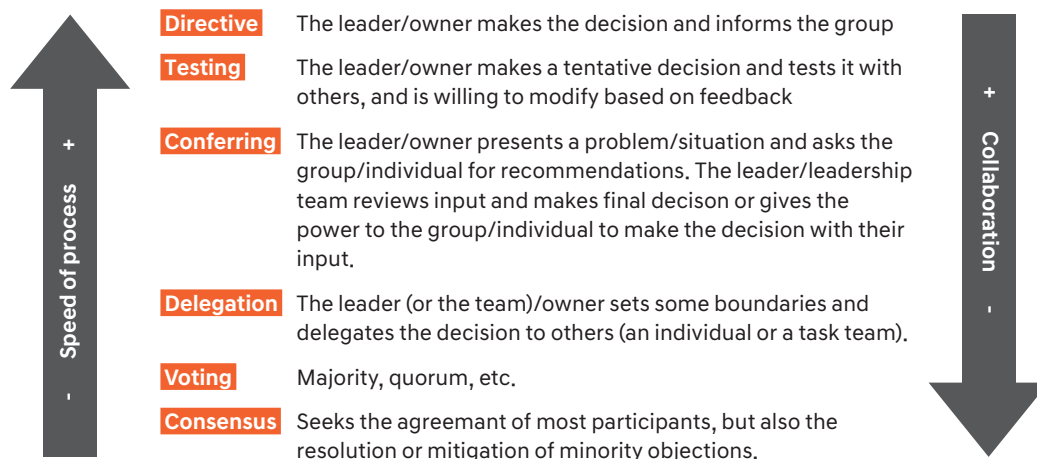 Directive The leader/owner makes the decision and informs the group
Testing The leader/owner makes a tentative decision and tests it with
others, and is willing to modify based on feedback
Conferring The leader/owner presents a problem/situation and asks the
group/individual for recommendations. The leader/leadership
team reviews input and makes final decison or gives the
power to the group/individual to make the decision with their
input.
Delegation The leader (or the team)/owner sets some boundaries and
delegates the decision to others (an individual or a task team).
Voting Majority, quorum, etc.
Consensus Seeks the agreemant of most participants, but also the
resolution or mitigation of minority objections.
- Speed of process +
+ Collaboration -